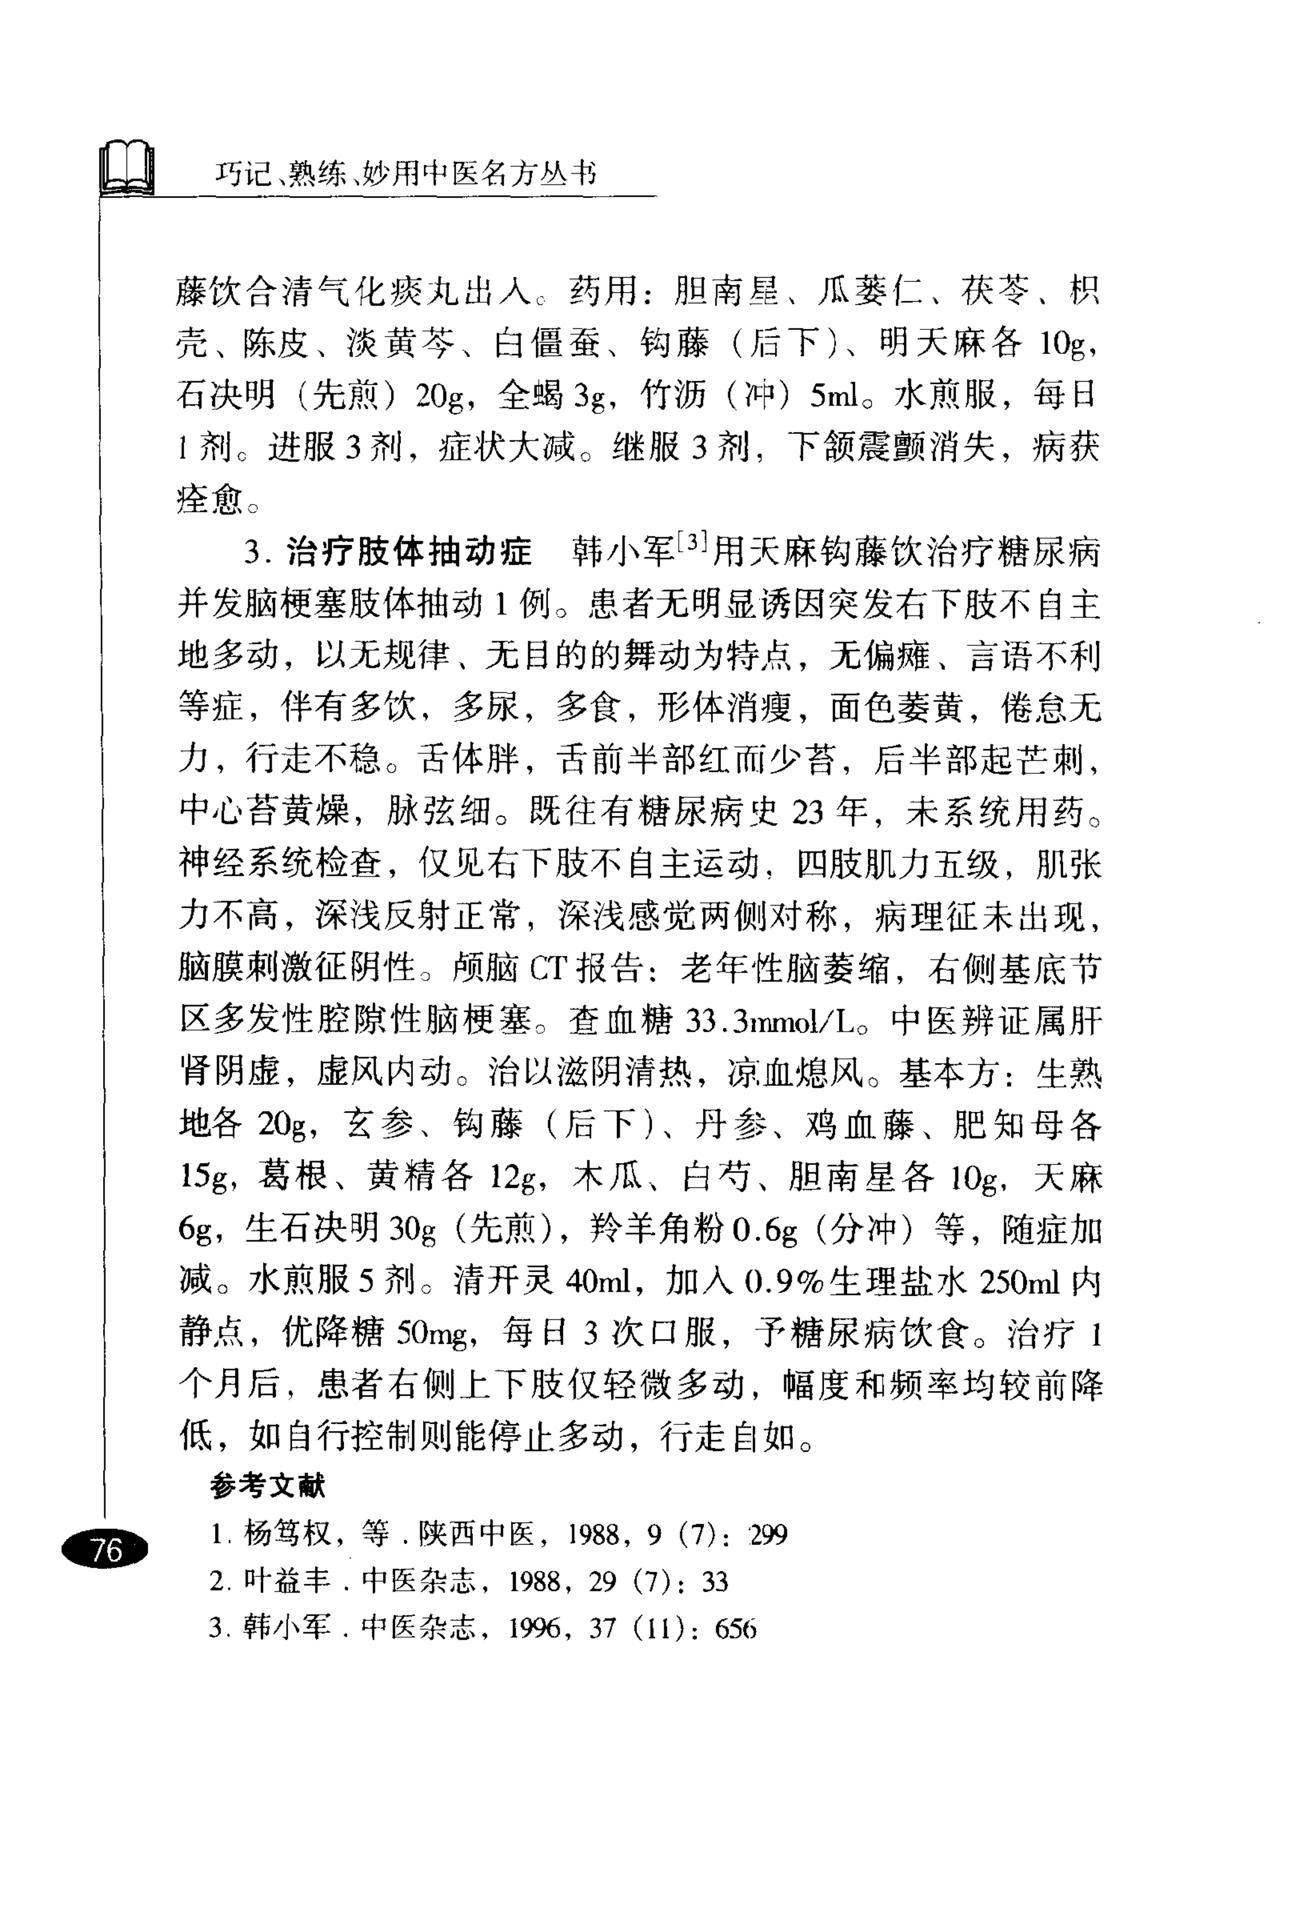 巧记、熟练、妙用中医名方丛书
藤饮合清气化痰丸出入。药用：胆南星、瓜蒌仁、茯苓、枳
壳、陈皮、淡黄芩、白僵蚕、钩藤（后下）、明天麻各 10g，
石决明（先煎）20g，全蝎 3g，竹沥（冲）5ml。水煎服，每日
1 剂。进服 3 剂，症状大减。继服 3 剂，下颌震颤消失，病获
痊愈。
3. 治疗肢体抽动症　韩小军[3]用天麻钩藤饮治疗糖尿病
并发脑梗塞肢体抽动 1 例。患者无明显诱因突发右下肢不自主
地多动，以无规律、无目的的舞动为特点，无偏瘫、言语不利
等症，伴有多饮，多尿，多食，形体消瘦，面色萎黄，倦怠无
力，行走不稳。舌体胖，舌前半部红而少苔，后半部起芒刺，
中心苔黄燥，脉弦细。既往有糖尿病史 23 年，未系统用药。
神经系统检查，仅见右下肢不自主运动，四肢肌力五级，肌张
力不高，深浅反射正常，深浅感觉两侧对称，病理征未出现，
脑膜刺激征阴性。颅脑 CT 报告：老年性脑萎缩，右侧基底节
区多发性腔隙性脑梗塞。查血糖 33.3mmol/L。中医辨证属肝
肾阴虚，虚风内动。治以滋阴清热，凉血熄风。基本方：生熟
地各 20g，玄参、钩藤（后下）、丹参、鸡血藤、肥知母各
15g，葛根、黄精各 12g，木瓜、白芍、胆南星各 10g，天麻
6g，生石决明 30g（先煎），羚羊角粉 0.6g（分冲）等，随症加
减。水煎服 5 剂。清开灵 40ml，加入 0.9%生理盐水 250ml 内
静点，优降糖 50mg，每日 3 次口服，予糖尿病饮食。治疗 1
个月后，患者右侧上下肢仅轻微多动，幅度和频率均较前降
低，如自行控制则能停止多动，行走自如。
参考文献
1. 杨笃权，等．陕西中医，1988，9（7）：299
2. 叶益丰．中医杂志，1988，29（7）：33
3. 韩小军．中医杂志，1996，37（11）：656
76